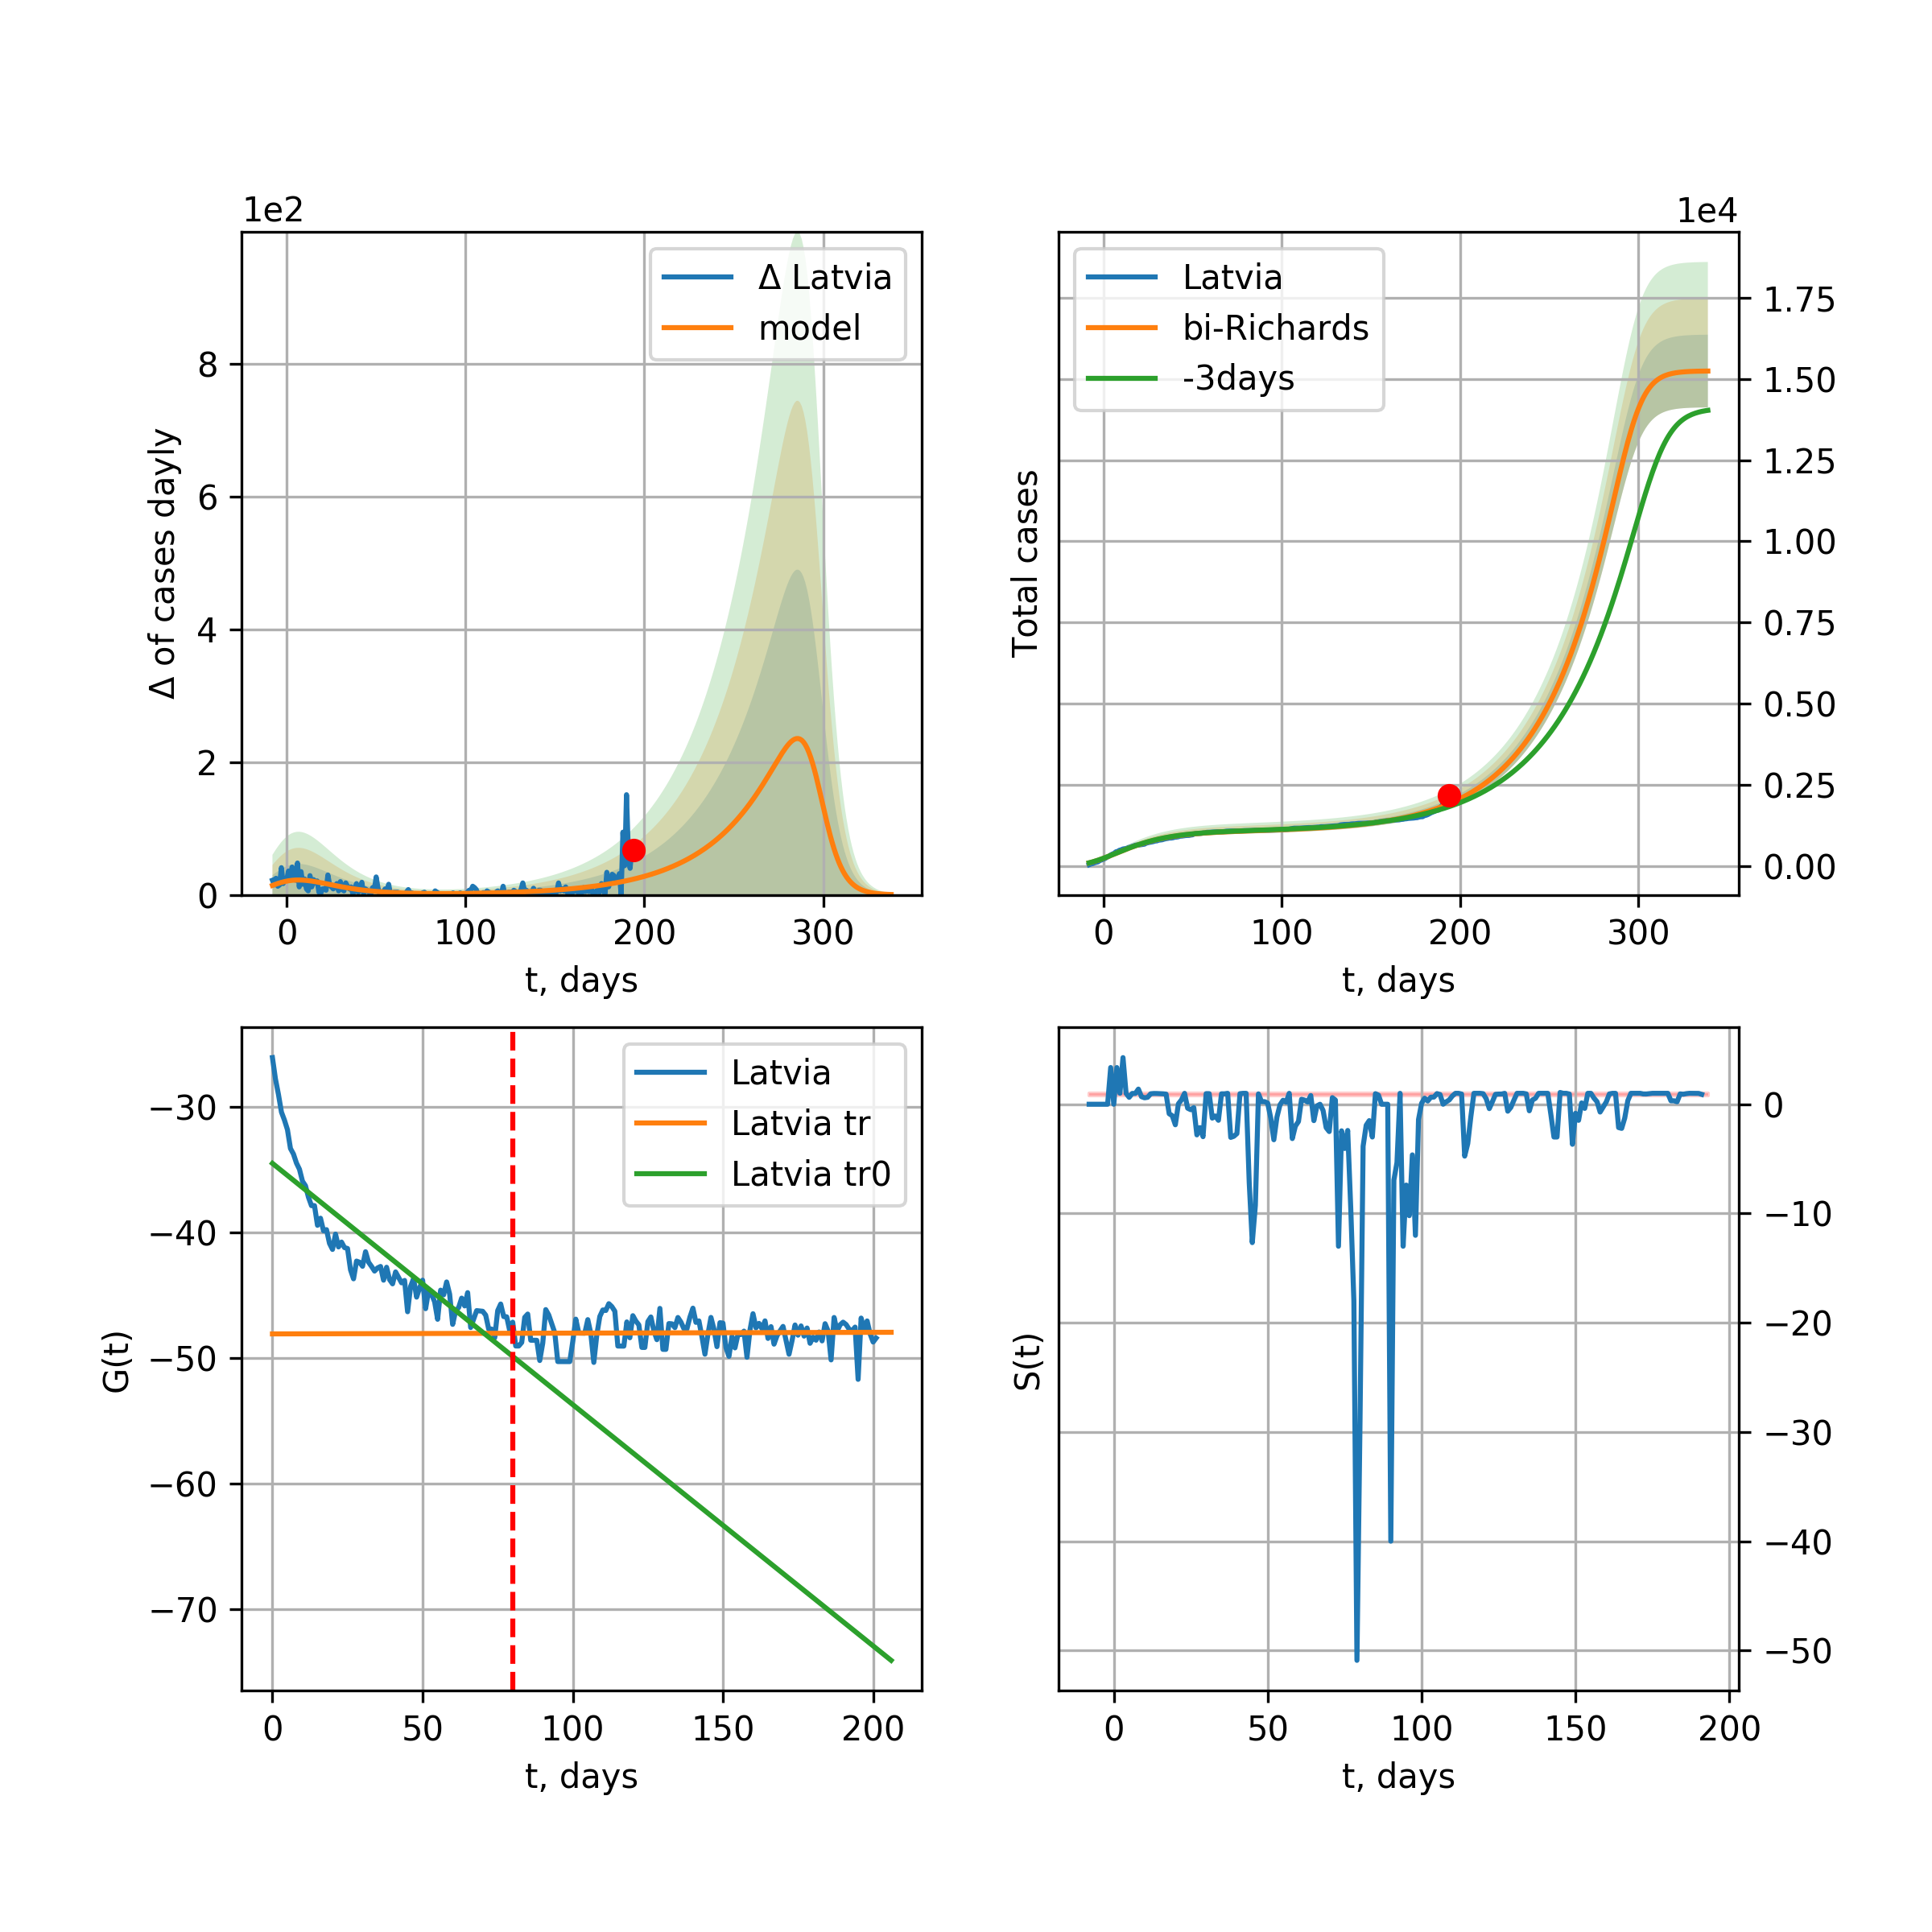 1e2
Δ Latvia
model
8
6
4
2
0
Δ of cases dayly
0 100 200 300
t, days
1e4
Latvia
bi-Richards
-3days
1.75
1.50
1.25
1.00
0.75
0.50
0.25
0.00
Total cases
0 100 200 300
t, days
Latvia
Latvia tr
Latvia tr0
−30
−40
−50
−60
−70
G(t)
0 50 100 150 200
t, days
0
−10
−20
−30
−40
−50
S(t)
0 50 100 150 200
t, days